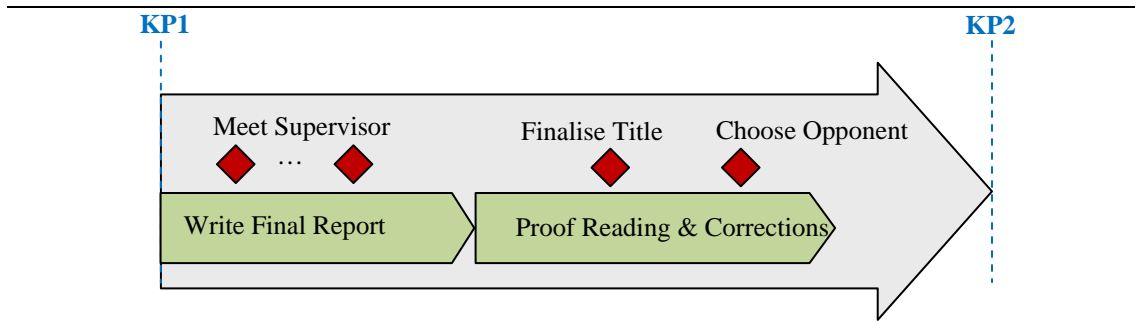 KP1
KP2
Meet Supervisor
Finalise Title
Choose Opponent
…
Write Final Report
Proof Reading & Corrections